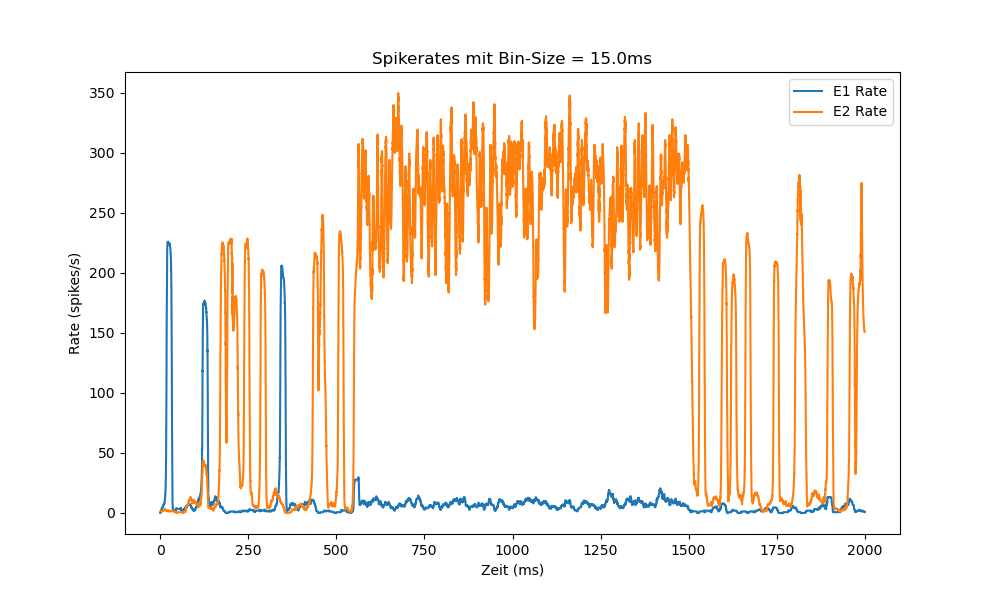 Spikerates mit Bin-Size = 15.0ms
E1 Rate
E2 Rate
350
300
250
200
150
100
50
0
Rate (spikes/s)
0 250 500 750 1000 1250 1500 1750 2000
Zeit (ms)